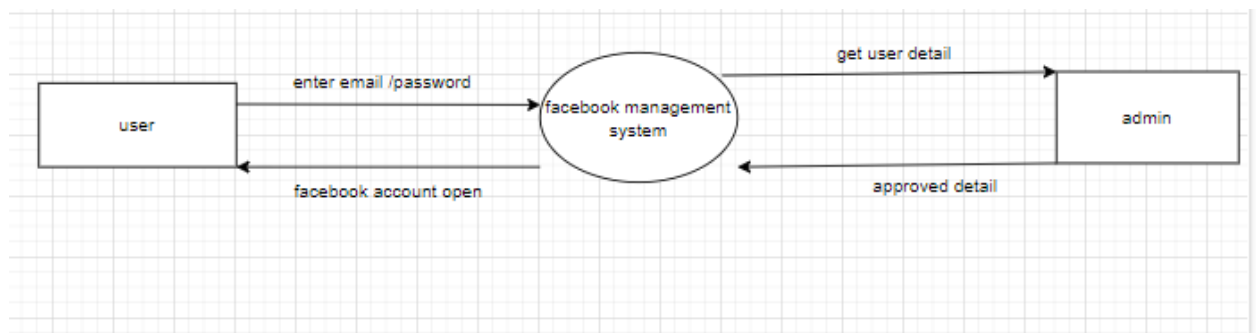 get user detail
enter email /password
user
facebook management
system
admin
facebook account open
approved detail